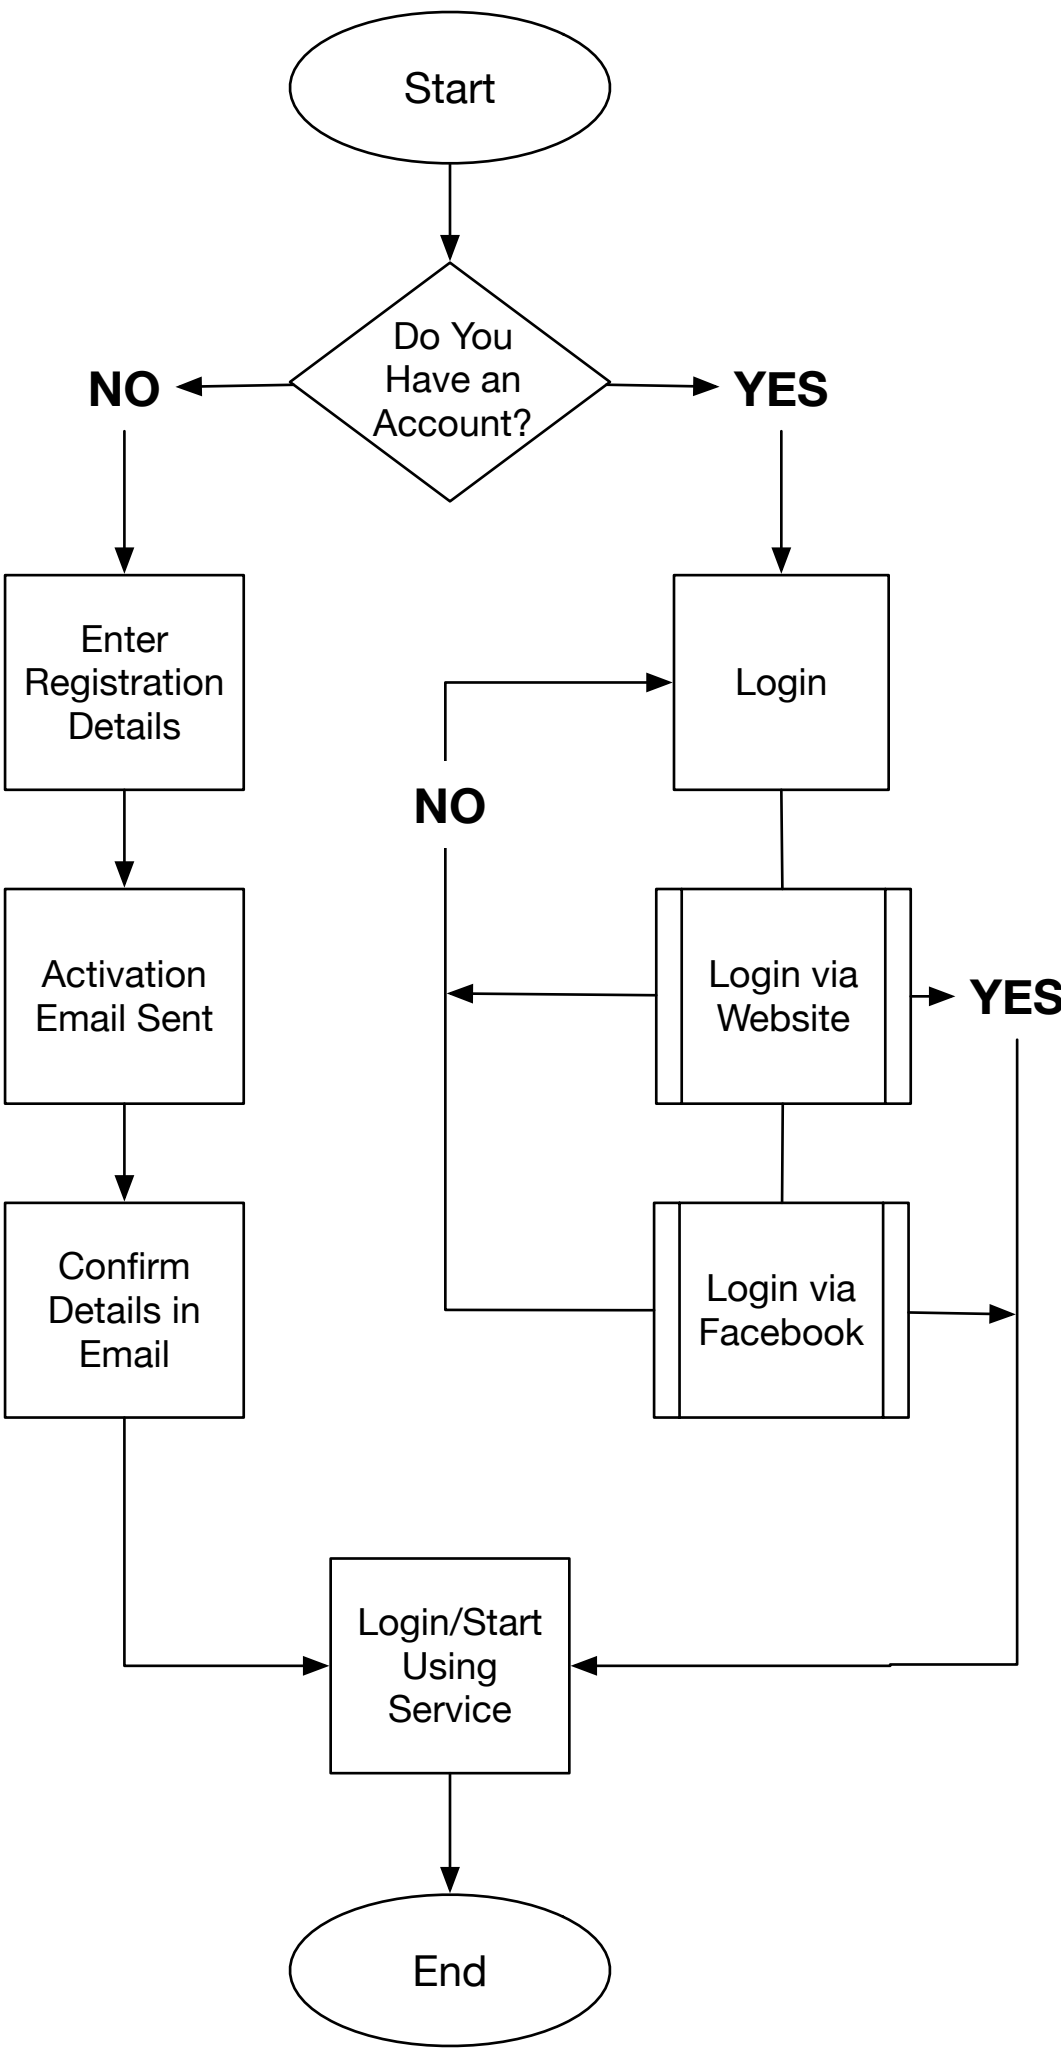 Start
Do You
Have an
Account?
NO
YES
Enter
Registration
Details
Login
NO
Activation
Email Sent
Login via
Website
YES
Confirm
Details in
Email
Login via
Facebook
Login/Start
Using
Service
End